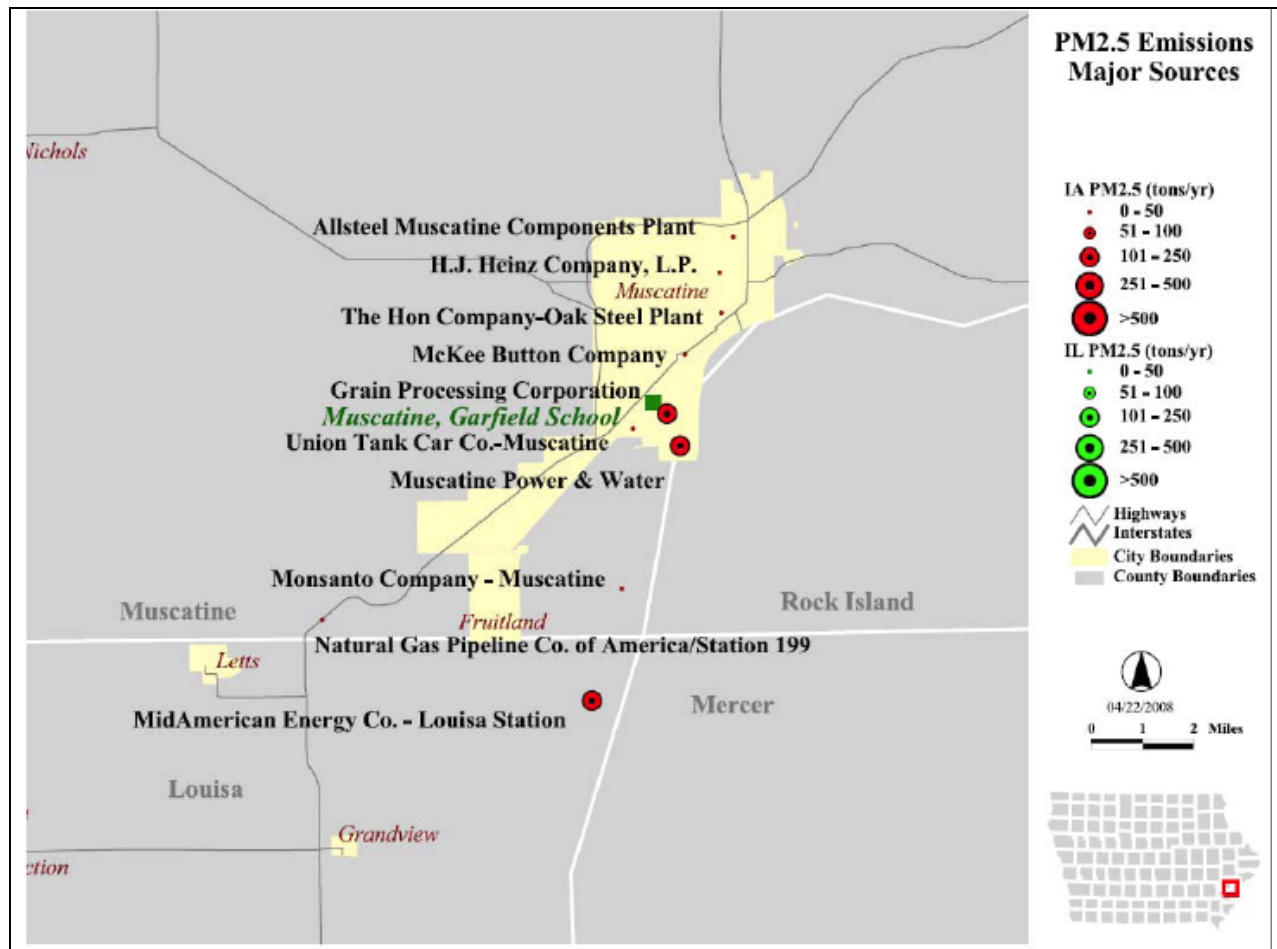 PM2.5 Emissions
Major Sources
IA PM2.5 (tons/yr)
0 - 50
51 - 100
101 - 250
251 - 500
>500
IL PM2.5 (tons/yr)
0 - 50
51 - 100
101 - 250
251 - 500
>500
Highways
Interstates
City Boundaries
County Boundaries
04/22/2008
0 1 2 Miles
Nichols
Allsteel Muscatine Components Plant
H.J. Heinz Company, L.P.
Muscatine
The Hon Company-Oak Steel Plant
McKee Button Company
Grain Processing Corporation
Muscatine, Garfield School
Union Tank Car Co.-Muscatine
Muscatine Power & Water
Monsanto Company - Muscatine
Muscatine
Rock Island
Fruitland
Natural Gas Pipeline Co. of America/Station 199
Letts
Mercer
MidAmerican Energy Co. - Louisa Station
Louisa
Grandview
ction